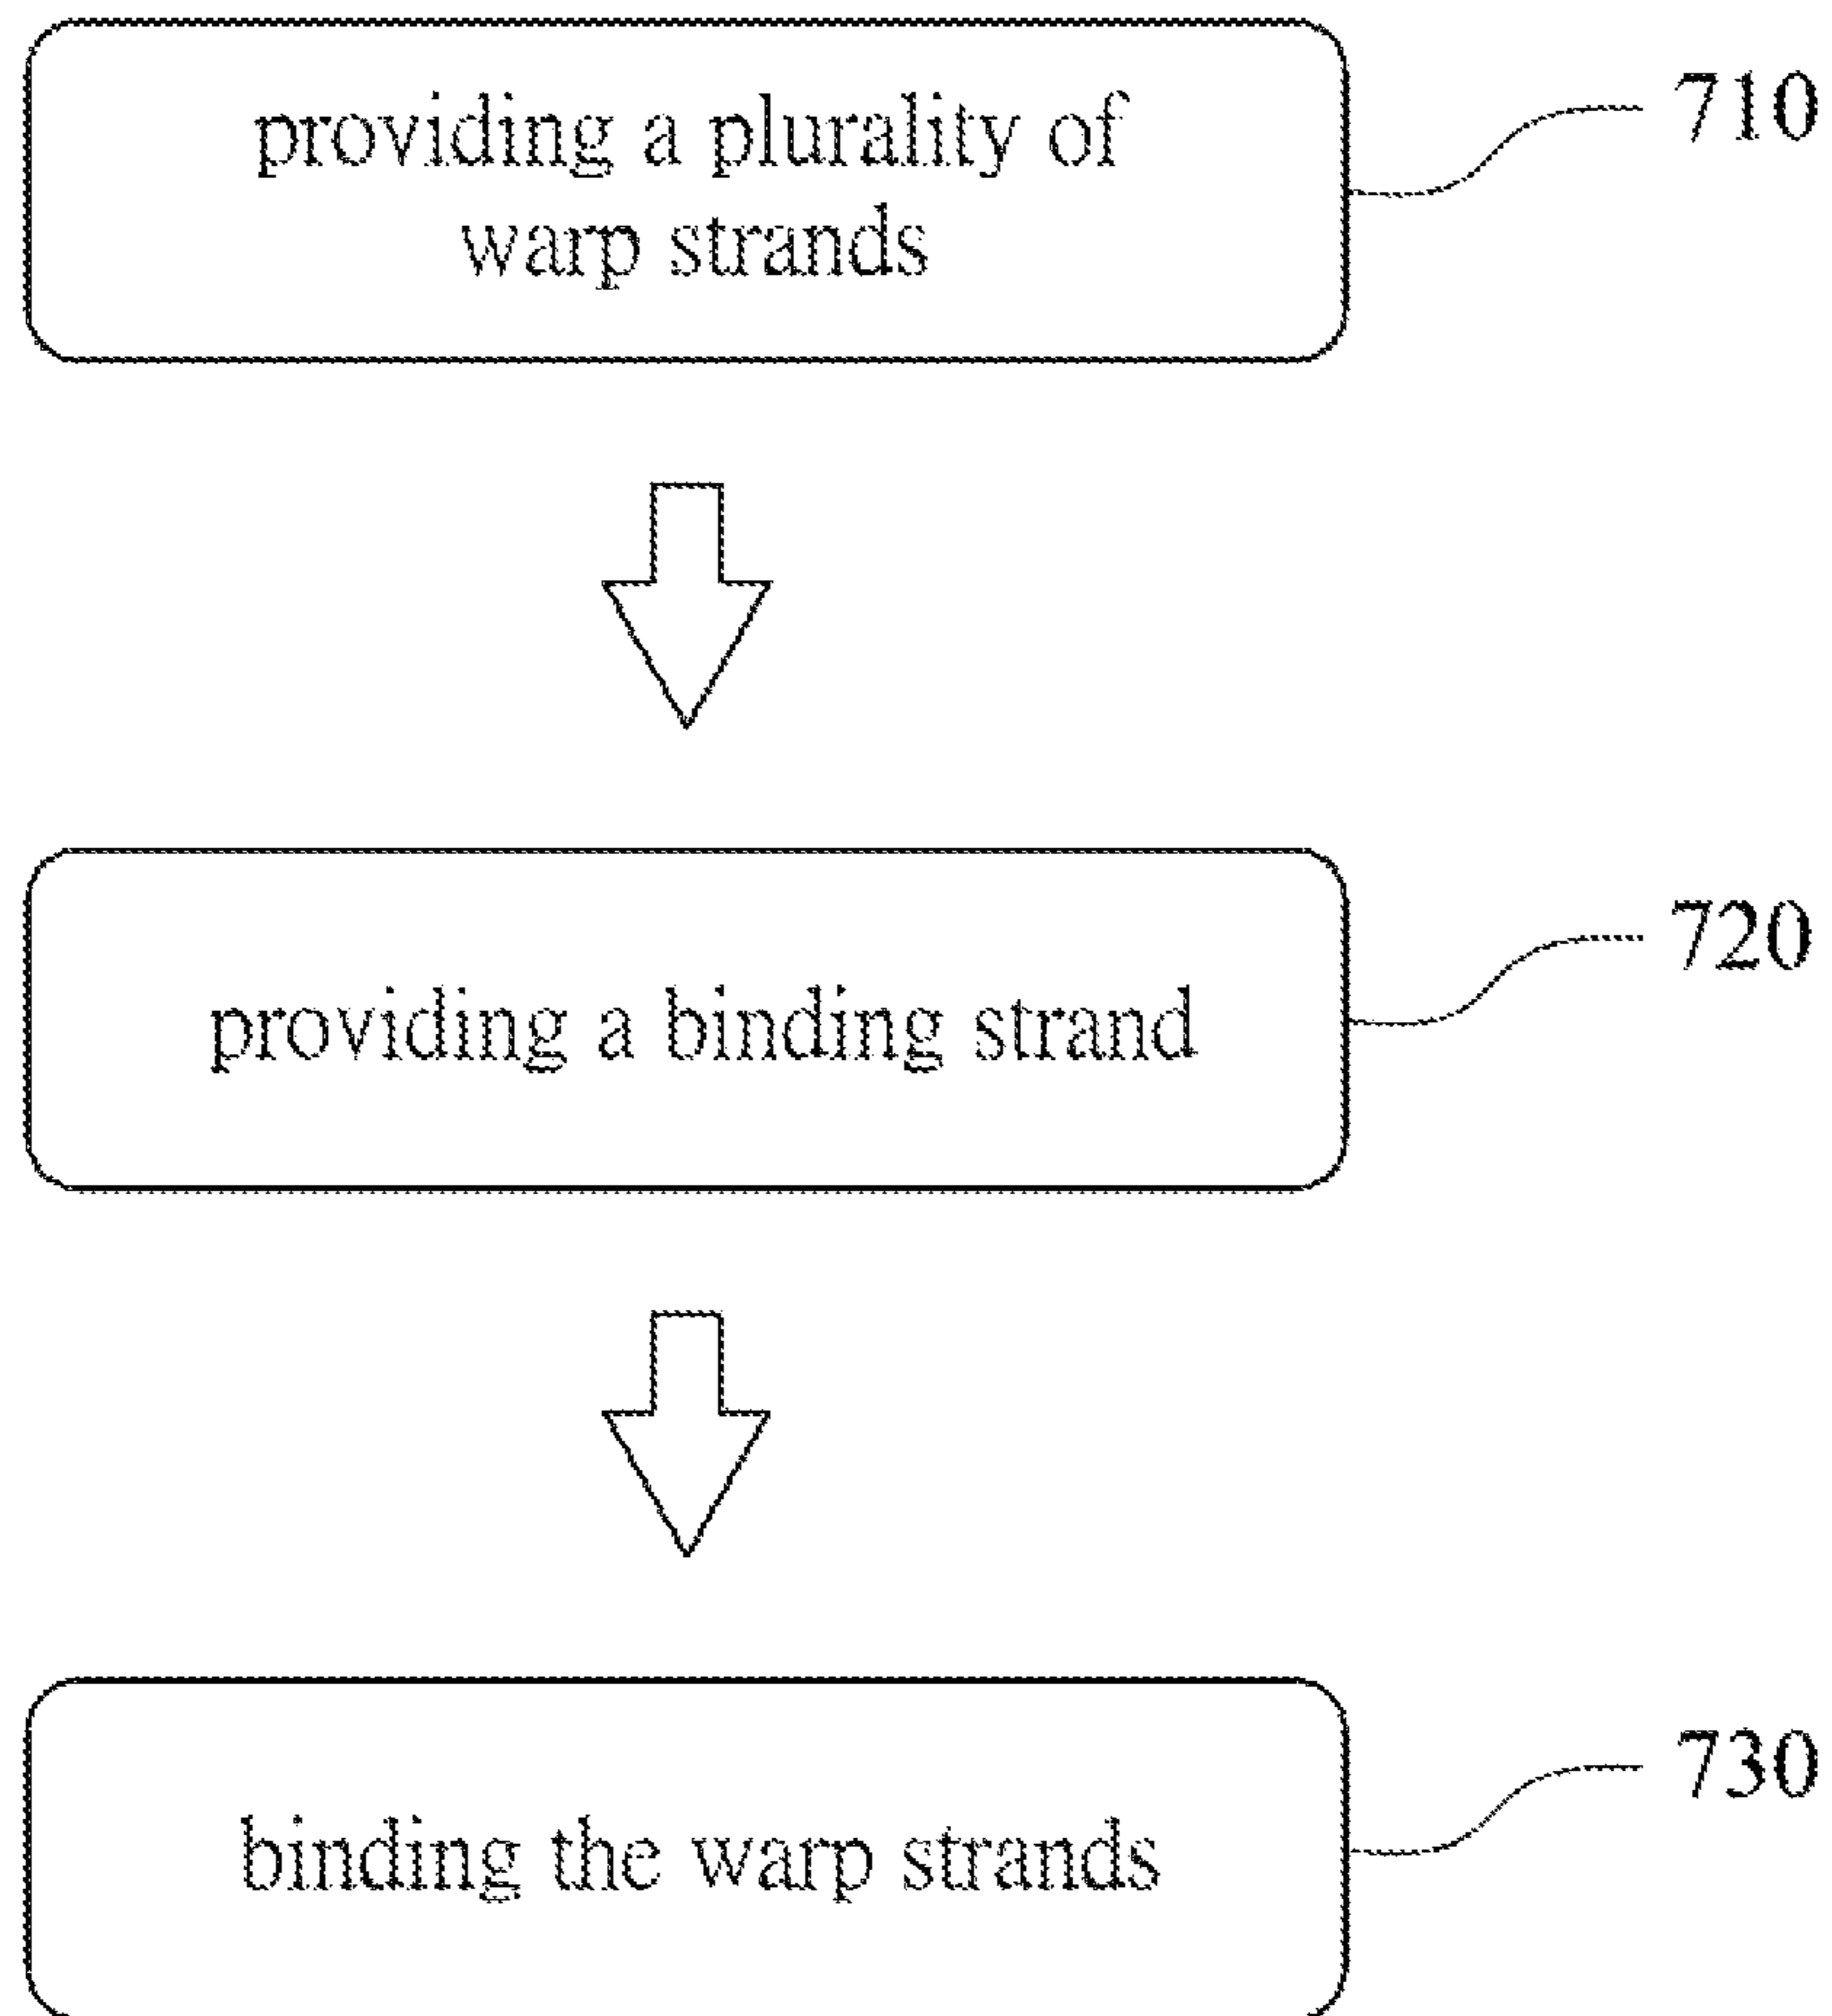 providing a plurality of
warp strands
710
providing a binding strand
720
binding the warp strands
730